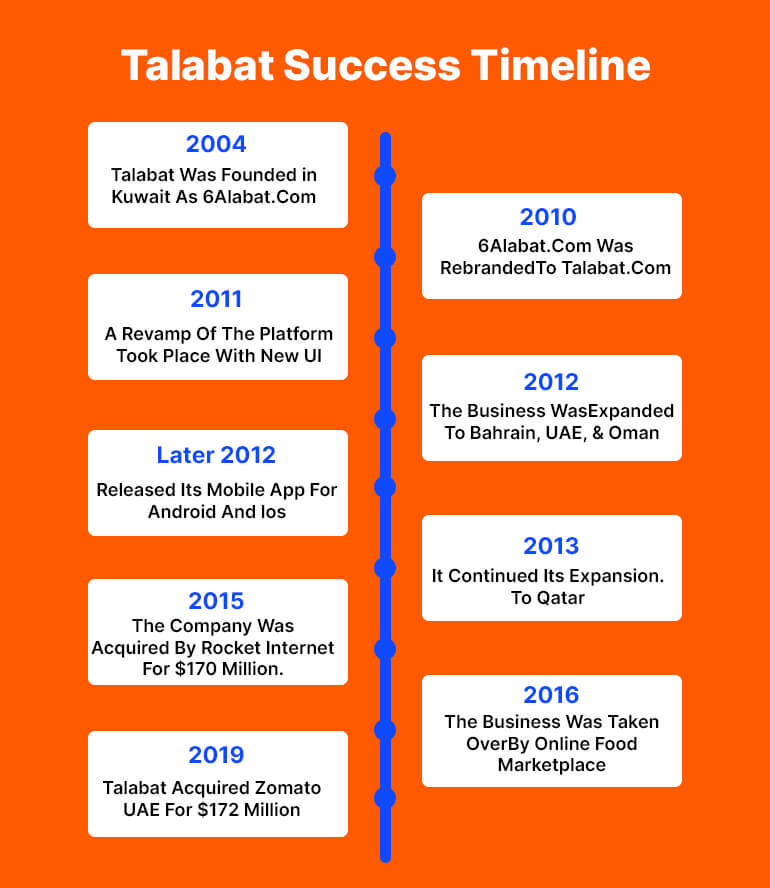 Talabat Success Timeline
2004
Talabat Was Founded in
Kuwait As 6Alabat.Com
2010
6Alabat.Com Was
RebrandedTo Talabat.Com
2011
A Revamp Of The Platform
Took Place With New UI
2012
The Business WasExpanded
To Bahrain, UAE, & Oman
Later 2012
Released Its Mobile App For
Android And Ios
2013
It Continued Its Expansion.
To Qatar
2015
The Company Was
Acquired By Rocket Internet
For $170 Million.
2016
The Business Was Taken
OverBy Online Food
Marketplace
2019
Talabat Acquired Zomato
UAE For $172 Million